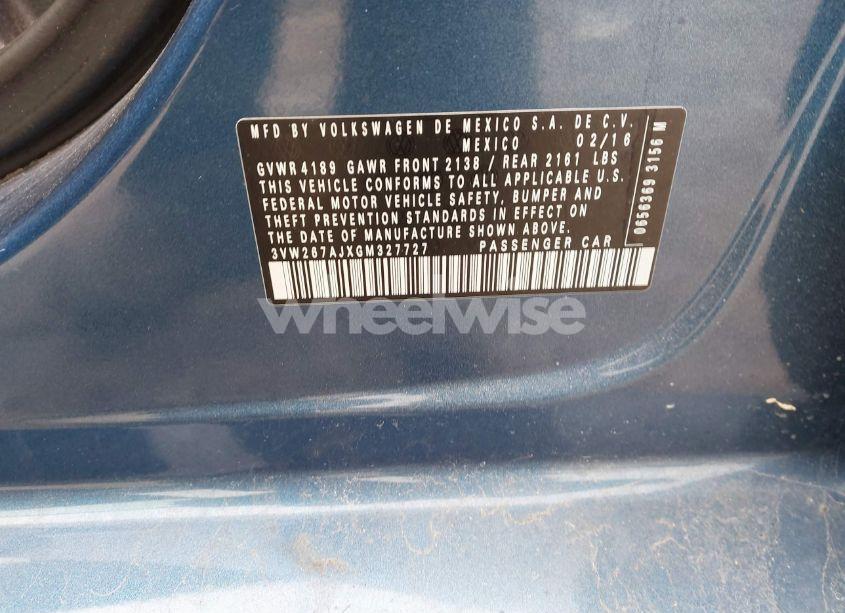 MFD BY VOLKSWAGEN DE MEXICO S.A. DE C.V.
MEXICO 02/16
GVWR 4189 GAWR FRONT 2138 / REAR 2161 LBS
THIS VEHICLE CONFORMS TO ALL APPLICABLE U.S.
FEDERAL MOTOR VEHICLE SAFETY, BUMPER AND
THEFT PREVENTION STANDARDS IN EFFECT ON
THE DATE OF MANUFACTURE SHOWN ABOVE.
3VW267AJXGM327727 PASSENGER CAR
0656369 3156 M
wheelwise